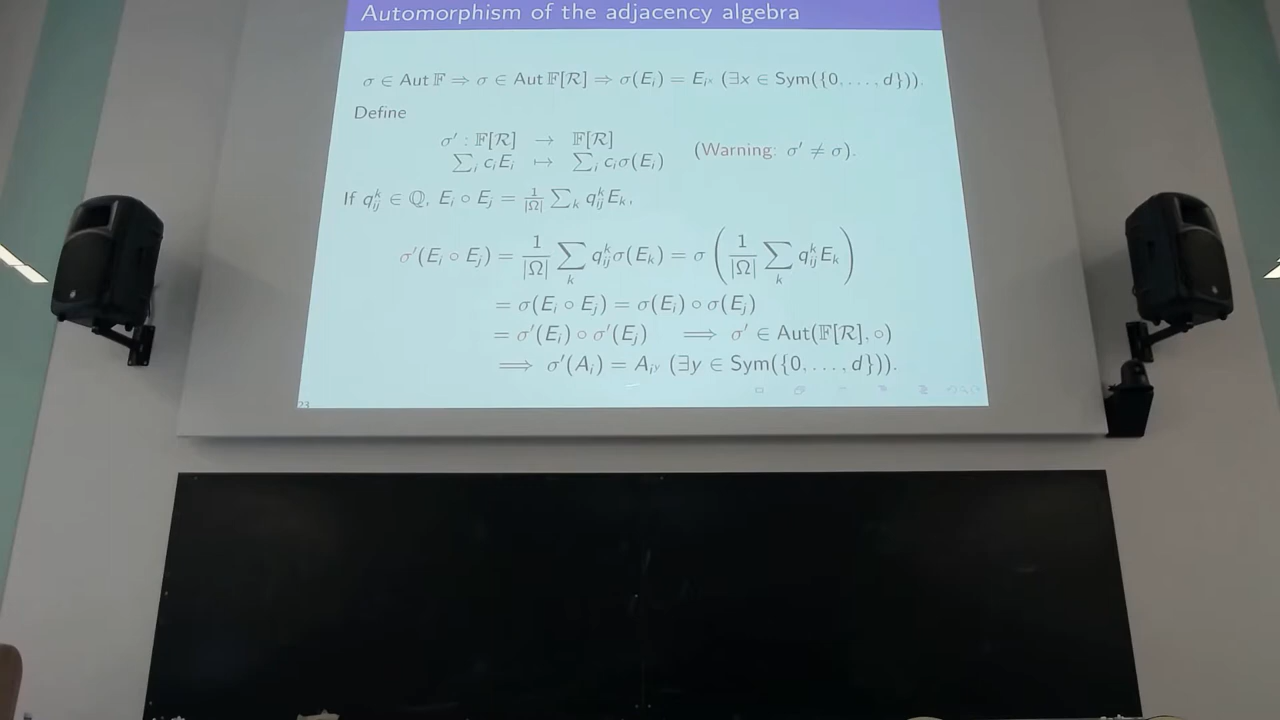 Automorphism of the adjacency algebra
σ ∈ Aut 𝔽 ⇒ σ ∈ Aut 𝔽[ℛ] ⇒ σ(E_i) = E_{i^x} (∃x ∈ Sym({0, . . . , d})).
Define
σ′ : 𝔽[ℛ] → 𝔽[ℛ]
∑_i c_i E_i ↦ ∑_i c_i σ(E_i) (Warning: σ′ ≠ σ).
If q_{ij}^k ∈ ℚ, E_i ∘ E_j = 1/|Ω| ∑_k q_{ij}^k E_k,
σ′(E_i ∘ E_j) = 1/|Ω| ∑_k q_{ij}^k σ(E_k) = σ ( 1/|Ω| ∑_k q_{ij}^k E_k )
= σ(E_i ∘ E_j) = σ(E_i) ∘ σ(E_j)
= σ′(E_i) ∘ σ′(E_j) ⟹ σ′ ∈ Aut(𝔽[ℛ], ∘)
⟹ σ′(A_i) = A_{i^y} (∃y ∈ Sym({0, . . . , d})).
23